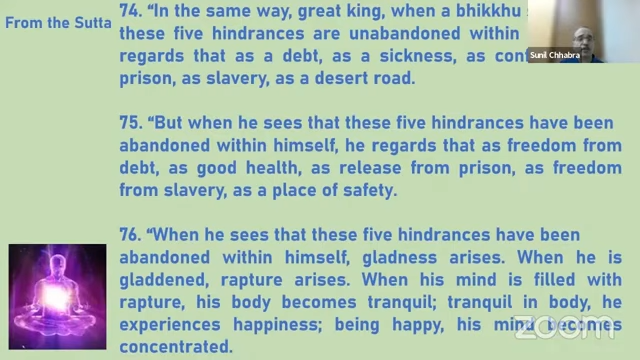 From the Sutta
74. “In the same way, great king, when a bhikkhu
these five hindrances are unabandoned within
regards that as a debt, as a sickness, as
prison, as slavery, as a desert road.
Sunil Chhabra
75. “But when he sees that these five hindrances have been
abandoned within himself, he regards that as freedom from
debt, as good health, as release from prison, as freedom
from slavery, as a place of safety.
76. “When he sees that these five hindrances have been
abandoned within himself, gladness arises. When he is
gladdened, rapture arises. When his mind is filled with
rapture, his body becomes tranquil; tranquil in body, he
experiences happiness; being happy, his mind becomes
concentrated.
zoom